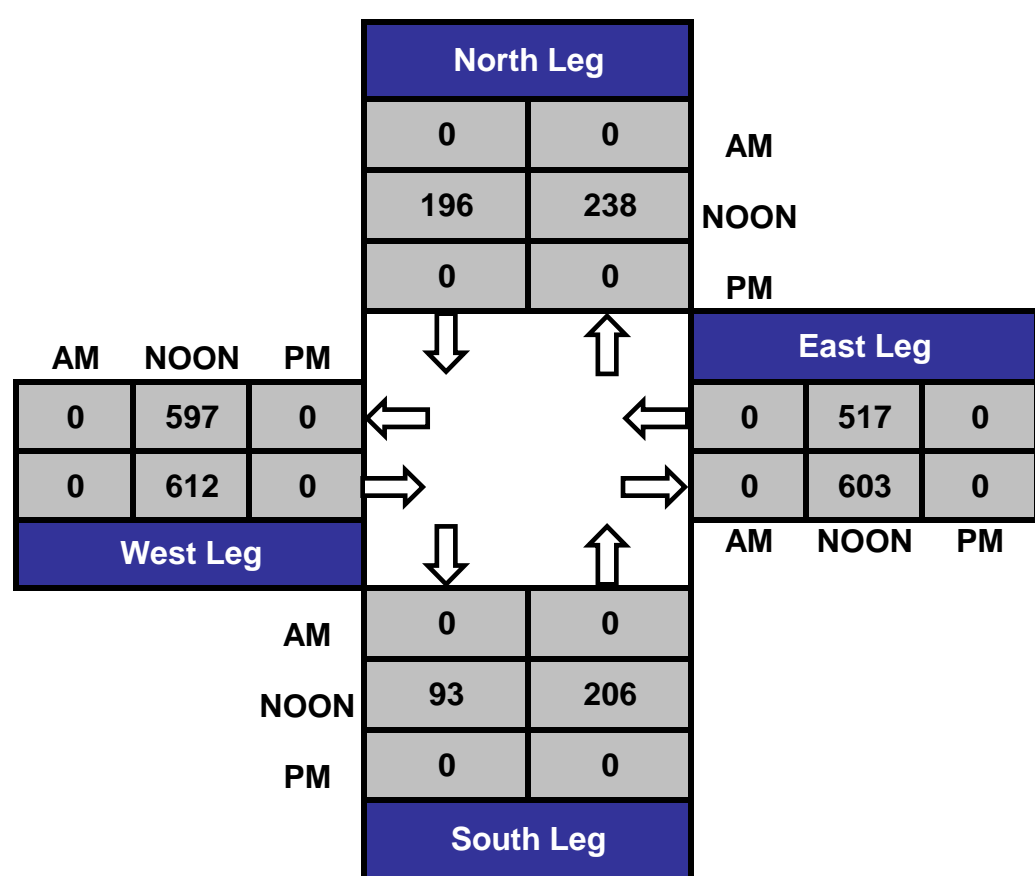 North Leg
0 0 AM
196 238 NOON
0 0 PM
East Leg
AM NOON PM
0 597 0
0 517 0
0 612 0
0 603 0
West Leg
AM NOON PM
AM 0 0
NOON 93 206
PM 0 0
South Leg